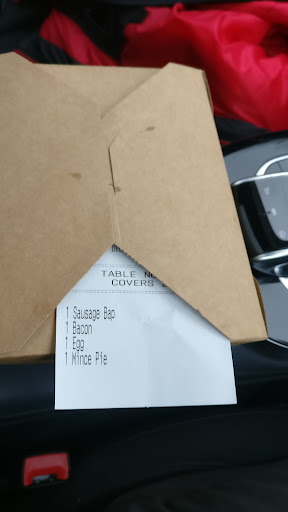 TABLE
COVERS
1 Sausage Bap
1 Bacon
1 Egg
1 Mince Pie